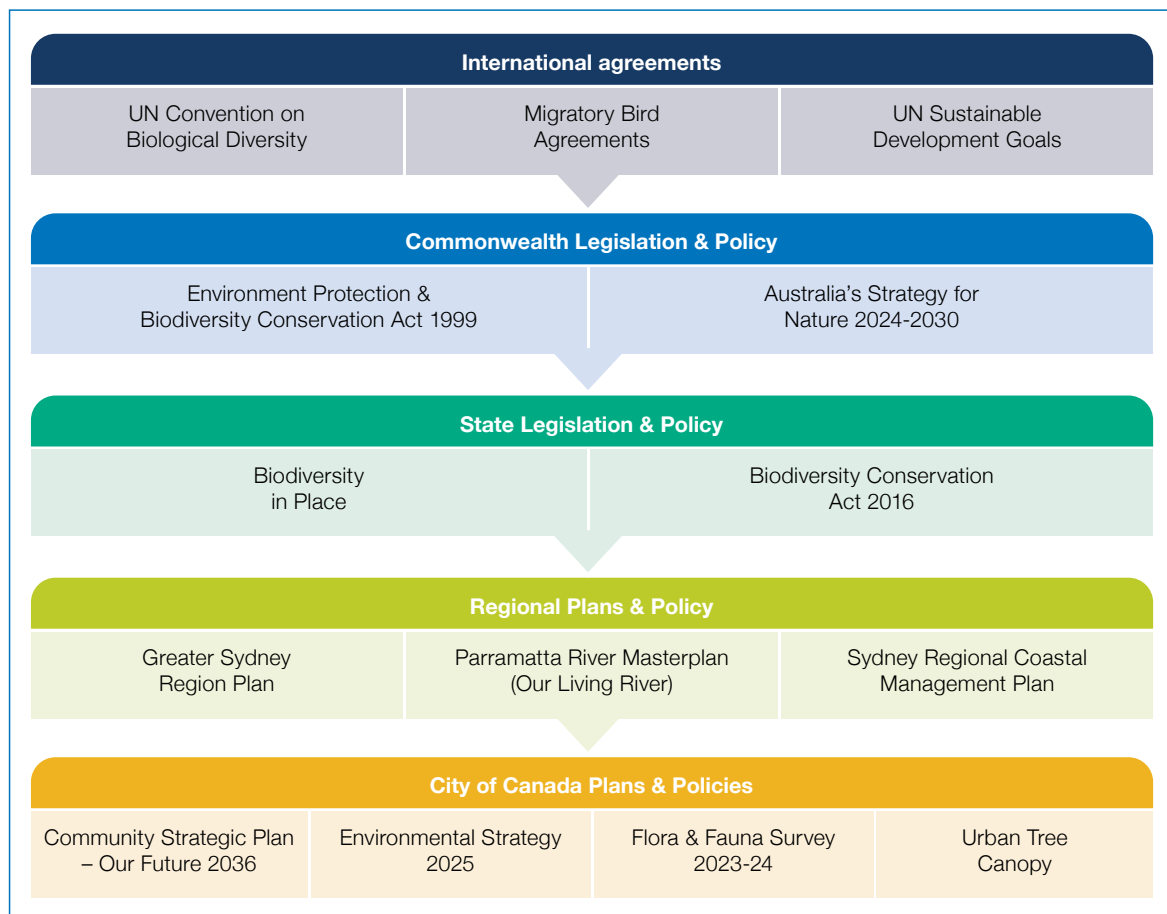 International agreements
UN Convention on
Biological Diversity
Migratory Bird
Agreements
UN Sustainable
Development Goals
Commonwealth Legislation & Policy
Environment Protection &
Biodiversity Conservation Act 1999
Australia's Strategy for
Nature 2024-2030
State Legislation & Policy
Biodiversity
in Place
Biodiversity Conservation
Act 2016
Regional Plans & Policy
Greater Sydney
Region Plan
Parramatta River Masterplan
(Our Living River)
Sydney Regional Coastal
Management Plan
City of Canada Plans & Policies
Community Strategic Plan
– Our Future 2036
Environmental Strategy
2025
Flora & Fauna Survey
2023-24
Urban Tree
Canopy